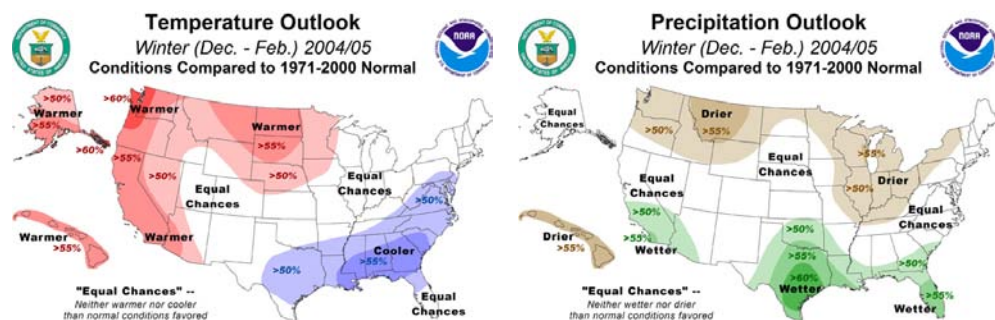 Temperature Outlook
Winter (Dec. - Feb.) 2004/05
Conditions Compared to 1971-2000 Normal
NOAA
>50%
Warmer
>55%
>60%
>60%
Warmer
>55%
>50%
Warmer
>55%
>50%
Equal
Chances
Equal
Chances
>50%
Cooler
>55%
>50%
Warmer
>55%
Warmer
"Equal Chances" --
Neither warmer nor cooler
than normal conditions favored
Equal
Chances
Precipitation Outlook
Winter (Dec. - Feb.) 2004/05
Conditions Compared to 1971-2000 Normal
NOAA
Equal
Chances
>50%
Drier
>55%
Equal
Chances
>55%
>50%
Drier
Equal
Chances
Equal
Chances
>50%
>55%
Wetter
>50%
>55%
>60%
Wetter
>50%
>55%
Wetter
Drier
>55%
"Equal Chances" --
Neither wetter nor drier
than normal conditions favored